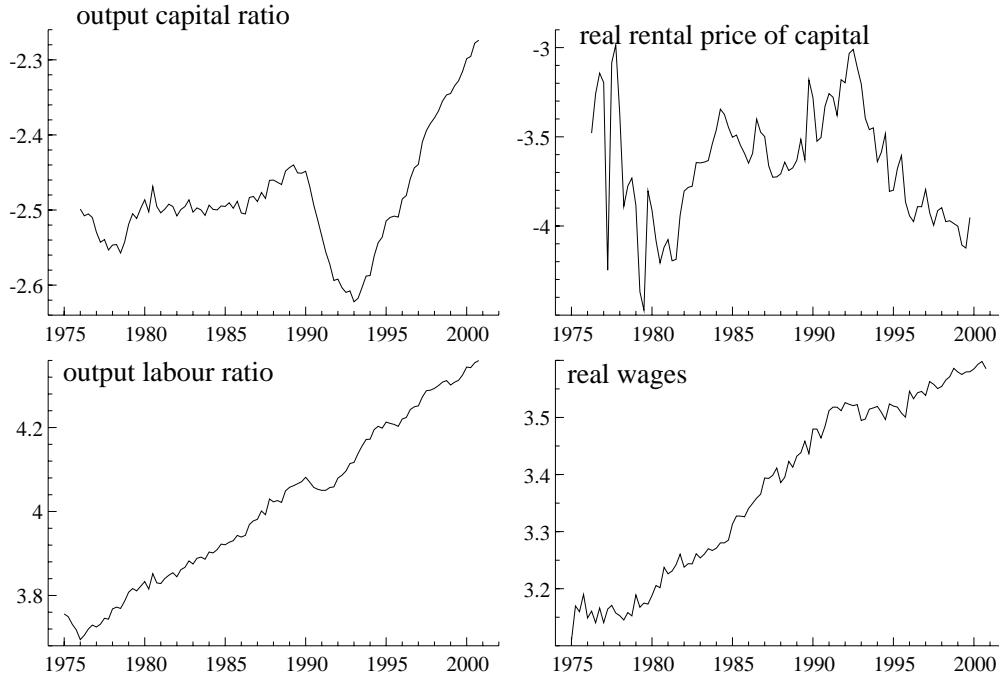 output capital ratio
-2.3
-2.4
-2.5
-2.6
1975 1980 1985 1990 1995 2000
real rental price of capital
-3
-3.5
-4
1975 1980 1985 1990 1995 2000
output labour ratio
4.2
4
3.8
1975 1980 1985 1990 1995 2000
real wages
3.5
3.4
3.3
3.2
1975 1980 1985 1990 1995 2000